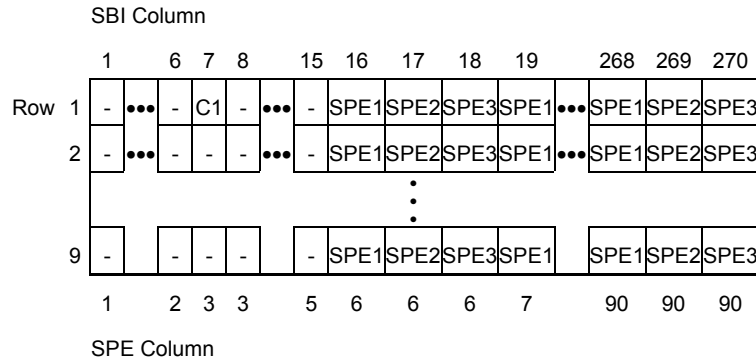 SBI Column
1 6 7 8 15 16 17 18 19 268 269 270
Row 1 - ••• - C1 - ••• - SPE1 SPE2 SPE3 SPE1 ••• SPE1 SPE2 SPE3
2 - ••• - - - ••• - SPE1 SPE2 SPE3 SPE1 ••• SPE1 SPE2 SPE3
9 - - - - - SPE1 SPE2 SPE3 SPE1 SPE1 SPE2 SPE3
1 2 3 3 5 6 6 6 7 90 90 90
SPE Column